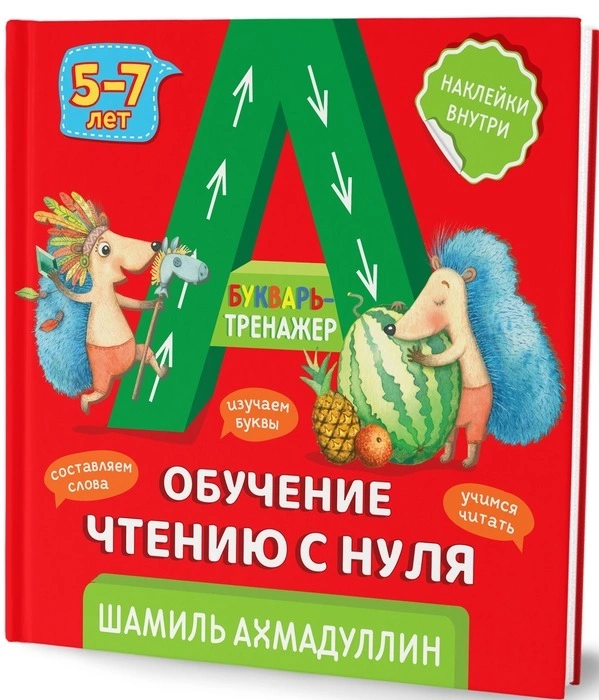 5-7
лет
А
НАКЛЕЙКИ
ВНУТРИ
БУКВАРЬ-
ТРЕНАЖЕР
изучаем
буквы
составляем
слова
учимся
читать
ОБУЧЕНИЕ
ЧТЕНИЮ С НУЛЯ
ШАМИЛЬ АХМАДУЛЛИН